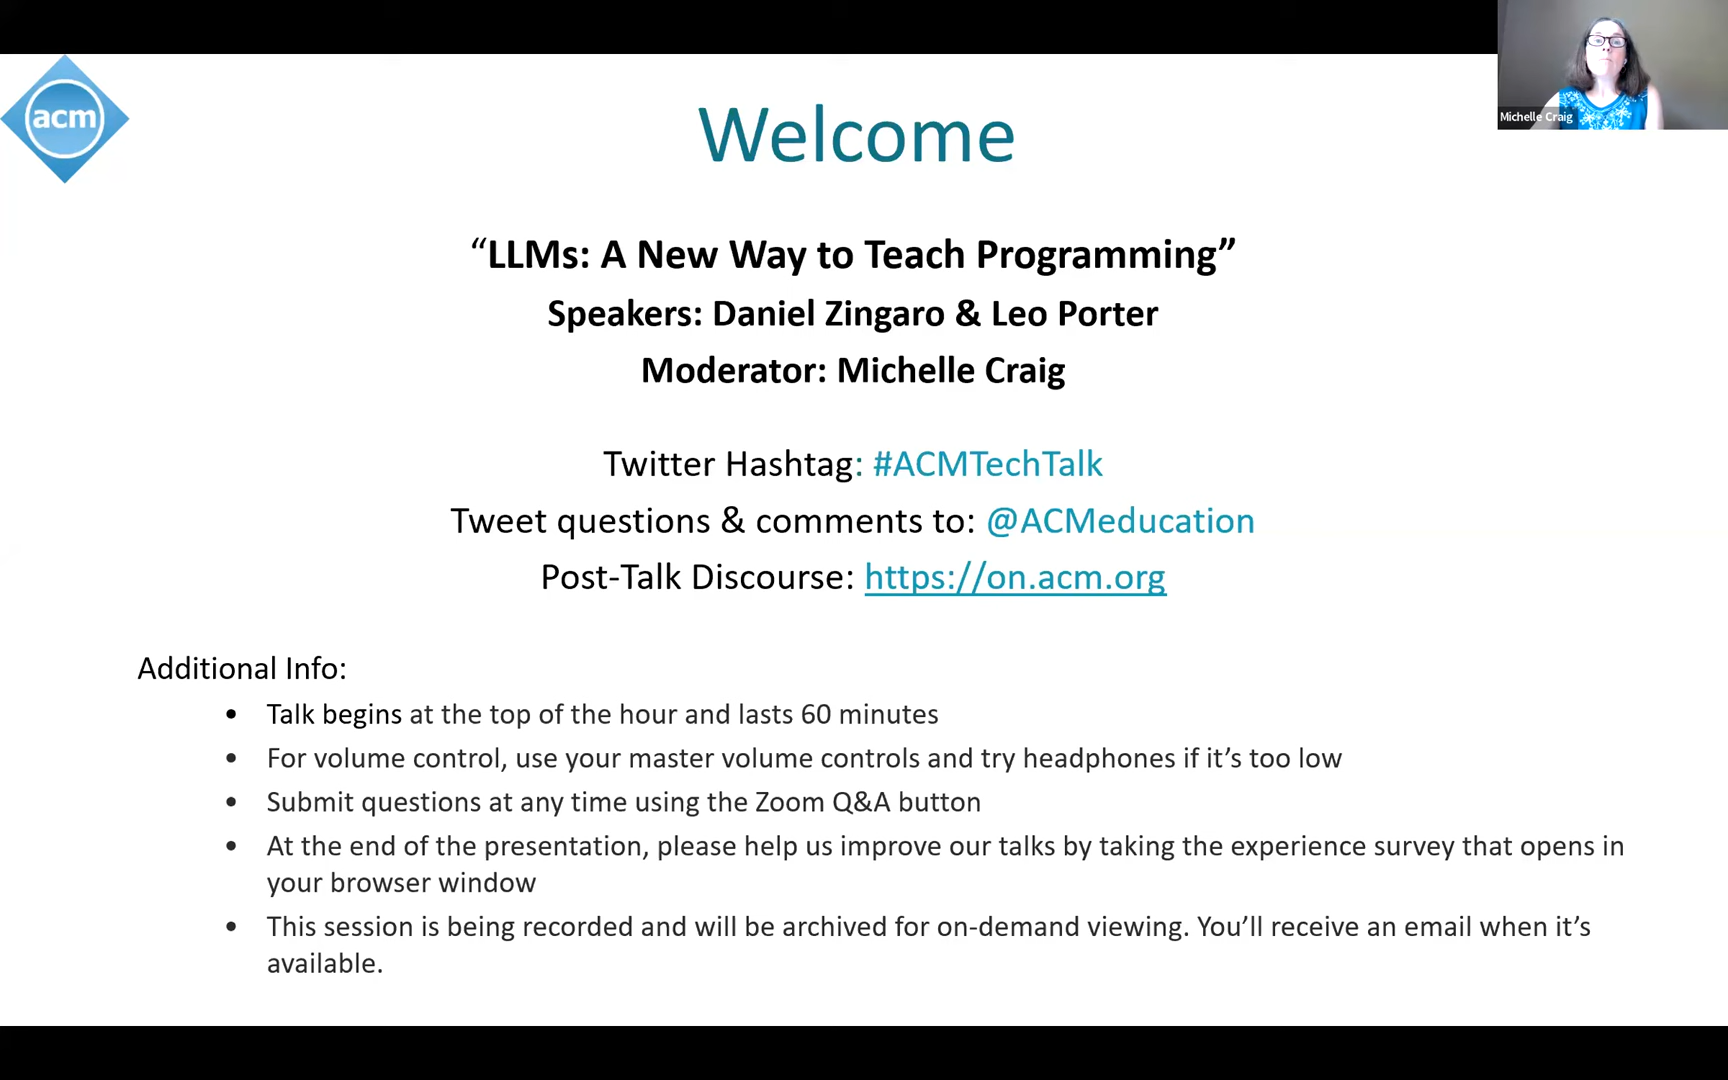 acm
Michelle Craig
Welcome
“LLMs: A New Way to Teach Programming”
Speakers: Daniel Zingaro & Leo Porter
Moderator: Michelle Craig
Twitter Hashtag: #ACMTechTalk
Tweet questions & comments to: @ACMeducation
Post-Talk Discourse: https://on.acm.org
Additional Info:
• Talk begins at the top of the hour and lasts 60 minutes
• For volume control, use your master volume controls and try headphones if it’s too low
• Submit questions at any time using the Zoom Q&A button
• At the end of the presentation, please help us improve our talks by taking the experience survey that opens in
your browser window
• This session is being recorded and will be archived for on-demand viewing. You’ll receive an email when it’s
available.